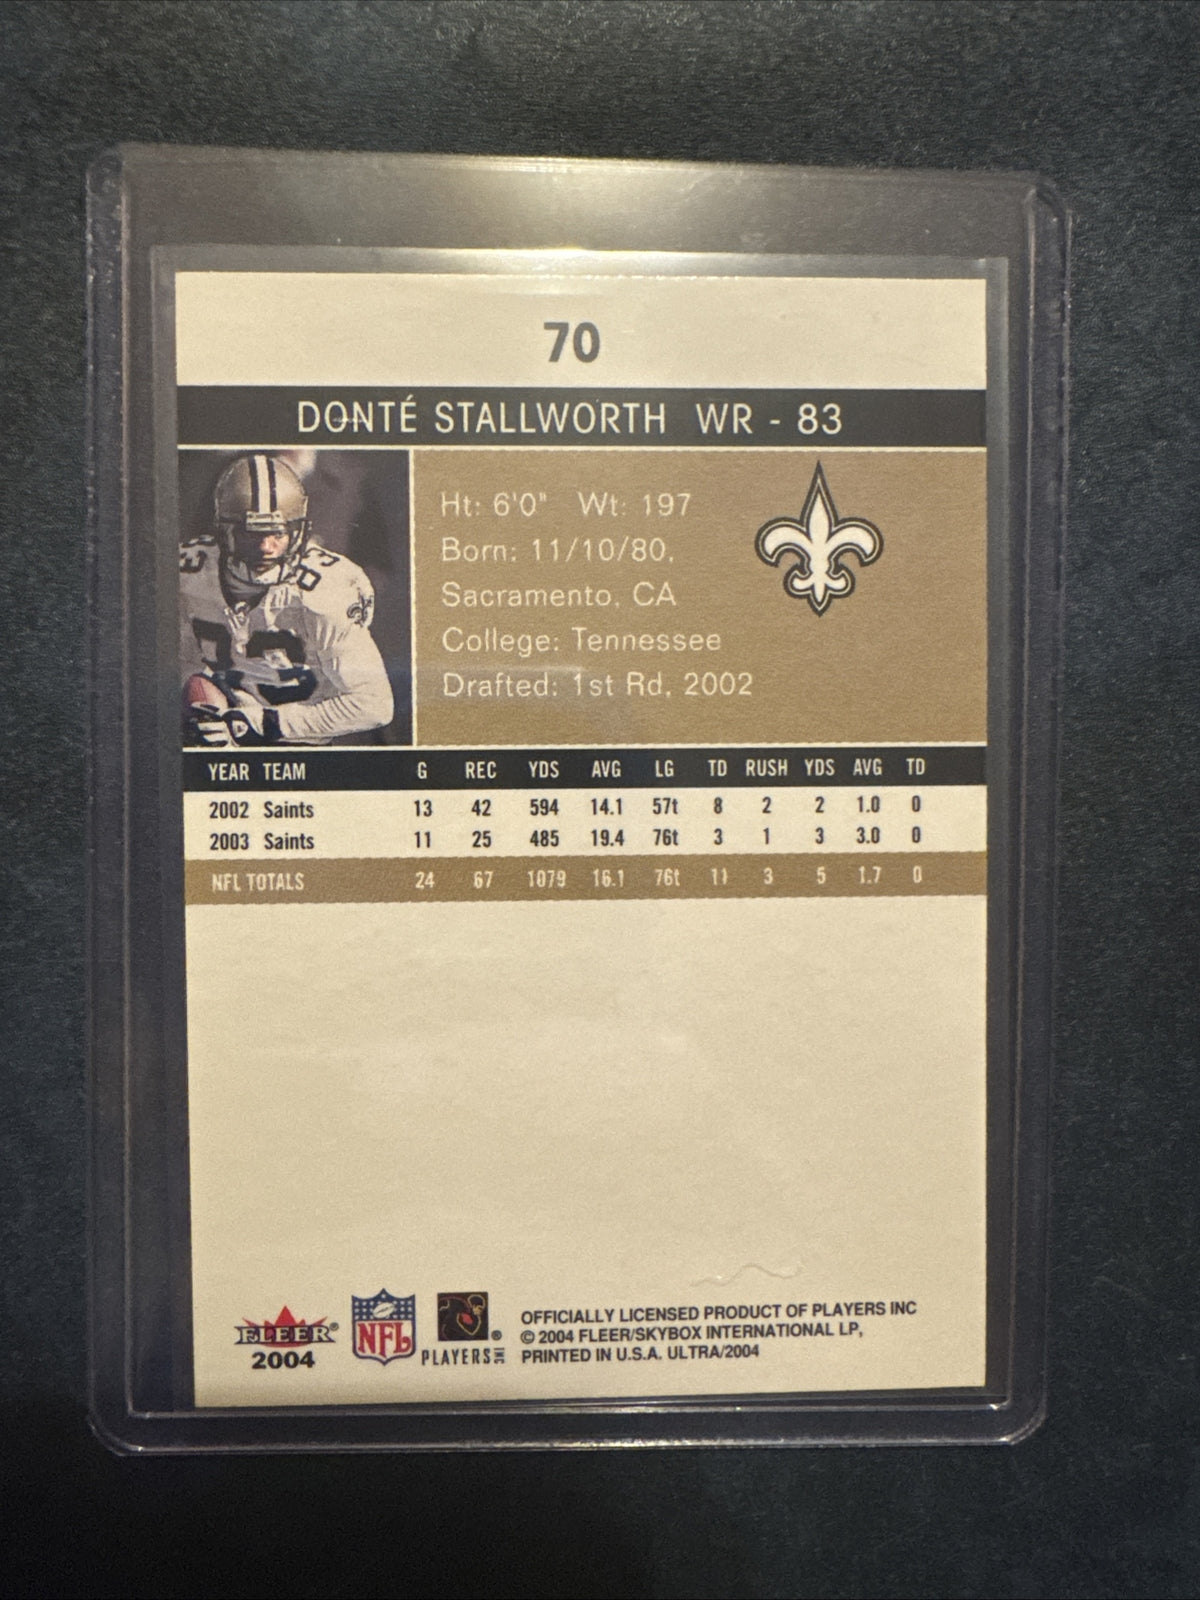 70
DONTÉ STALLWORTH WR - 83
Ht: 6'0" Wt: 197
Born: 11/10/80,
Sacramento, CA
College: Tennessee
Drafted: 1st Rd, 2002
YEAR TEAM G REC YDS AVG LG TD RUSH YDS AVG TD
2002 Saints 13 42 594 14.1 57t 8 2 2 1.0 0
2003 Saints 11 25 485 19.4 76t 3 1 3 3.0 0
NFL TOTALS 24 67 1079 16.1 76t 11 3 5 1.7 0
FLEER®
2004
NFL
PLAYERS INC ®
OFFICIALLY LICENSED PRODUCT OF PLAYERS INC
© 2004 FLEER/SKYBOX INTERNATIONAL LP,
PRINTED IN U.S.A. ULTRA/2004